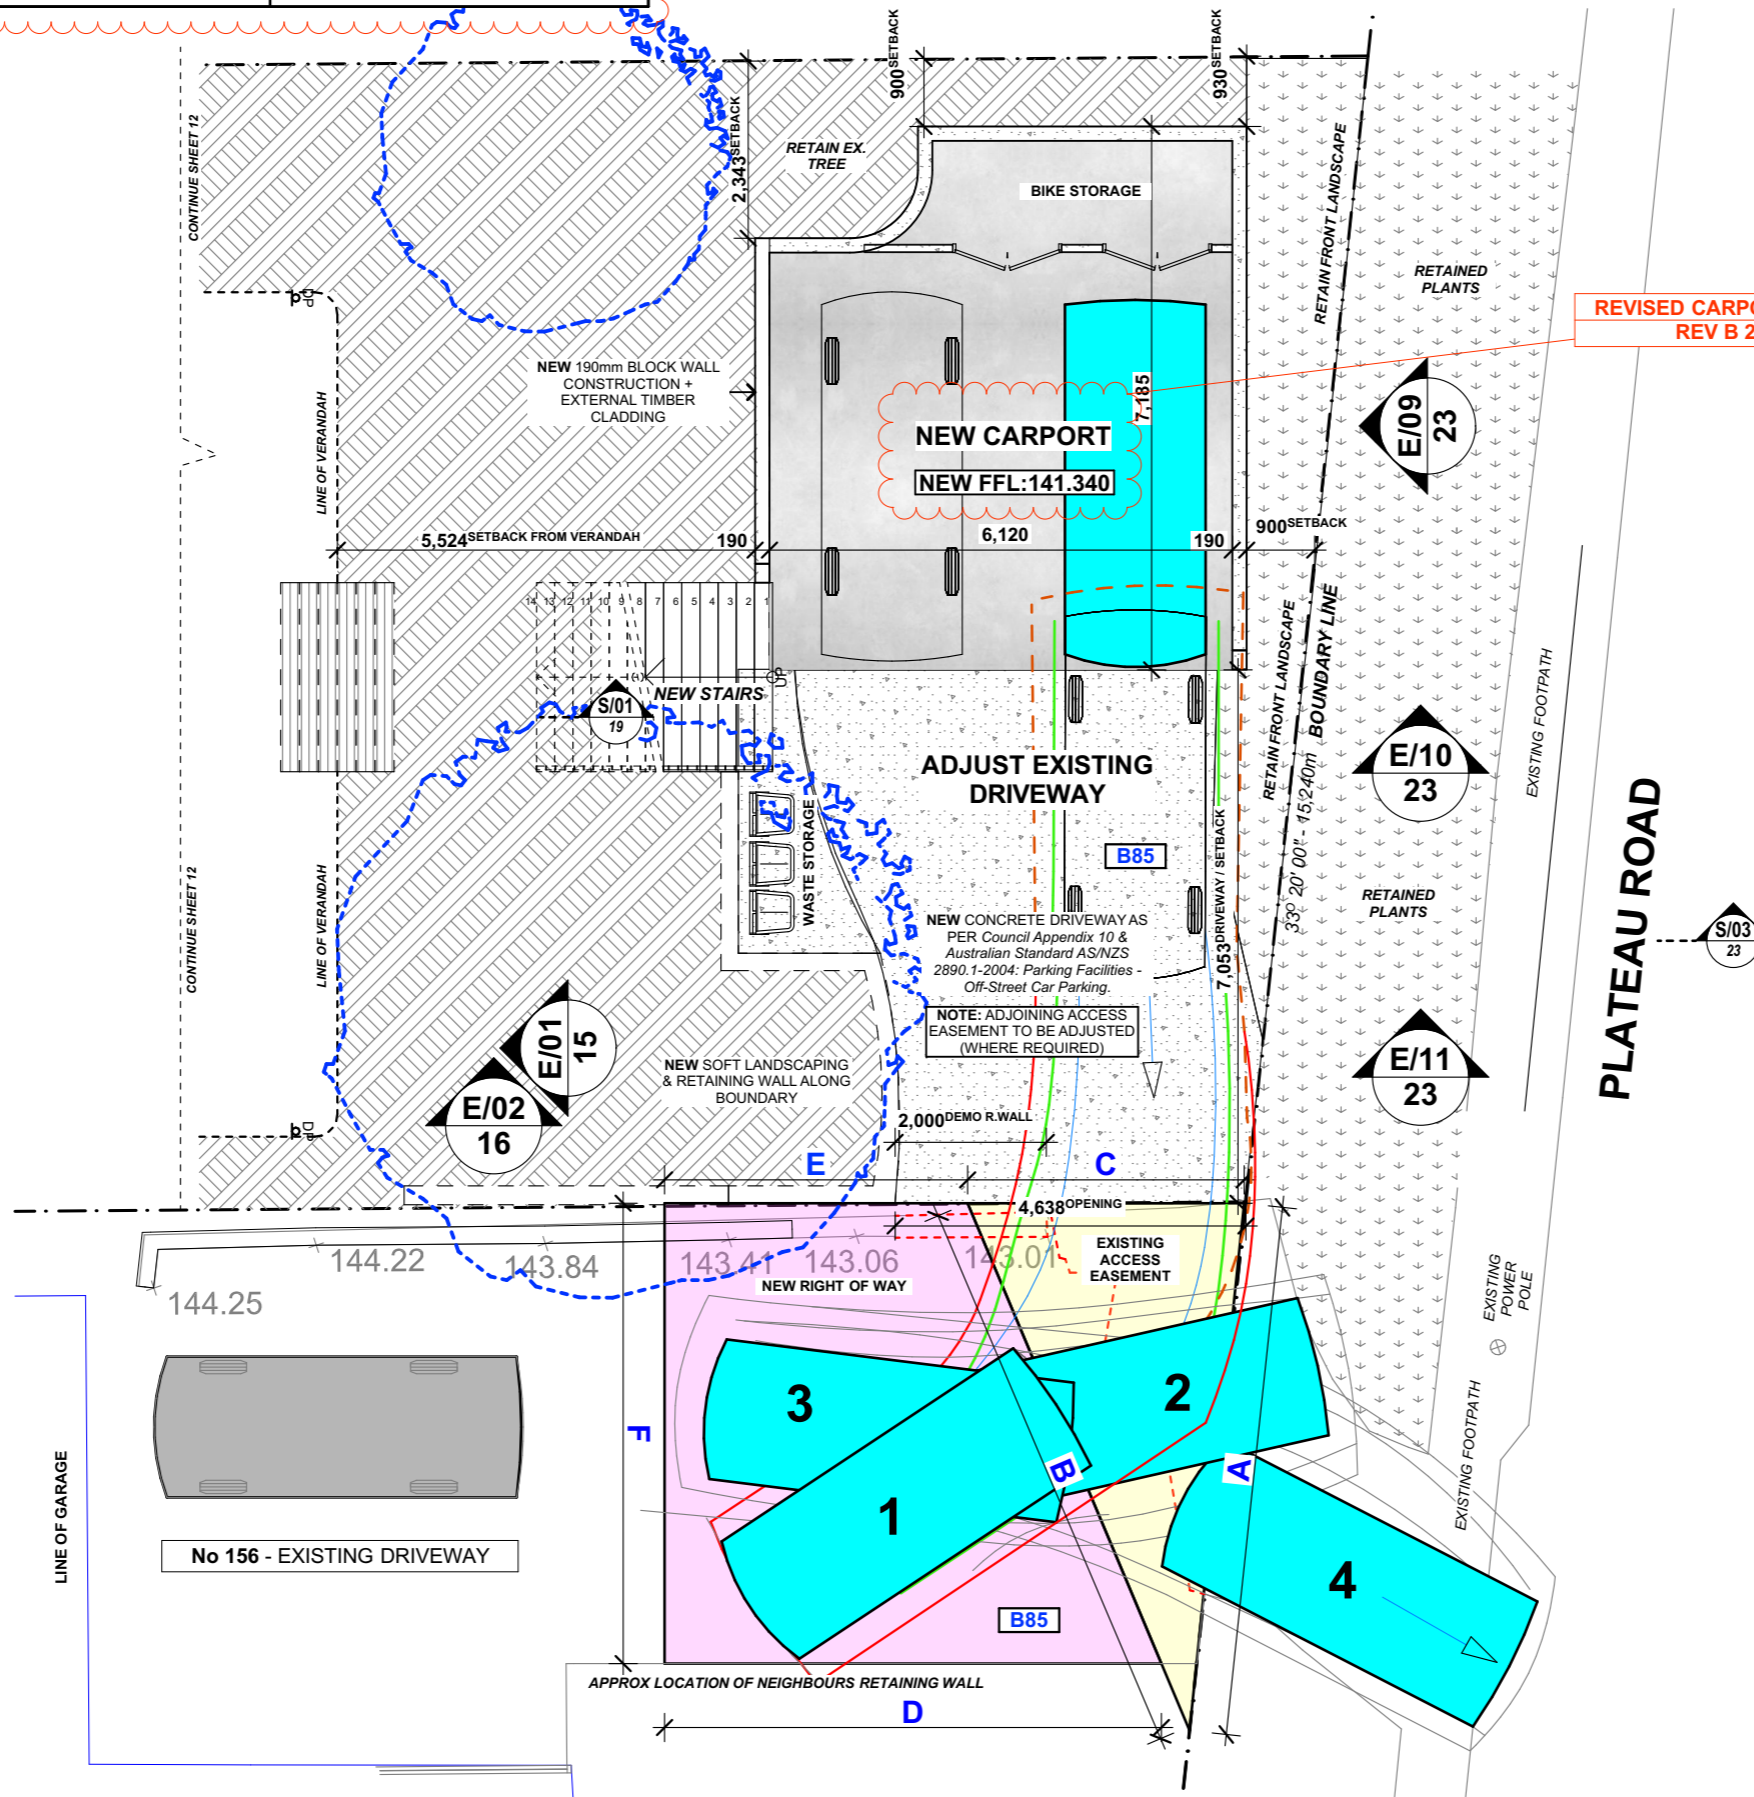 900 SETBACK
930 SETBACK
CONTINUE SHEET 12
2,343 SETBACK
RETAIN EX.
TREE
BIKE STORAGE
RETAIN FRONT LANDSCAPE
RETAINED
PLANTS
REVISED CARPO
REV B 2
DP
NEW 190mm BLOCK WALL
CONSTRUCTION +
EXTERNAL TIMBER
CLADDING
LINE OF VERANDAH
7,185
NEW CARPORT
NEW FFL:141.340
E/09
23
5,524 SETBACK FROM VERANDAH
190
6,120
190
900 SETBACK
14 13 12 11 10 9 8 7 6 5 4 3 2 1
UP
NEW STAIRS
S/01
19
RETAIN FRONT LANDSCAPE
33° 20' 00" - 15,240m BOUNDARY LINE
EXISTING FOOTPATH
E/10
23
PLATEAU ROAD
ADJUST EXISTING
DRIVEWAY
WASTE STORAGE
B85
7,053 DRIVEWAY / SETBACK
CONTINUE SHEET 12
LINE OF VERANDAH
RETAINED
PLANTS
NEW CONCRETE DRIVEWAY AS
PER Council Appendix 10 &
Australian Standard AS/NZS
2890.1-2004: Parking Facilities -
Off-Street Car Parking.
S/03
23
NOTE: ADJOINING ACCESS
EASEMENT TO BE ADJUSTED
(WHERE REQUIRED)
E/01
15
E/02
16
NEW SOFT LANDSCAPING
& RETAINING WALL ALONG
BOUNDARY
E/11
23
DP
2,000 DEMO R.WALL
E
C
4,638 OPENING
144.22
143.84
143.41
143.06
143.01
144.25
EXISTING
ACCESS
EASEMENT
NEW RIGHT OF WAY
EXISTING
POWER
POLE
EXISTING FOOTPATH
3
2
1
4
F
B
A
LINE OF GARAGE
No 156 - EXISTING DRIVEWAY
B85
APPROX LOCATION OF NEIGHBOURS RETAINING WALL
D